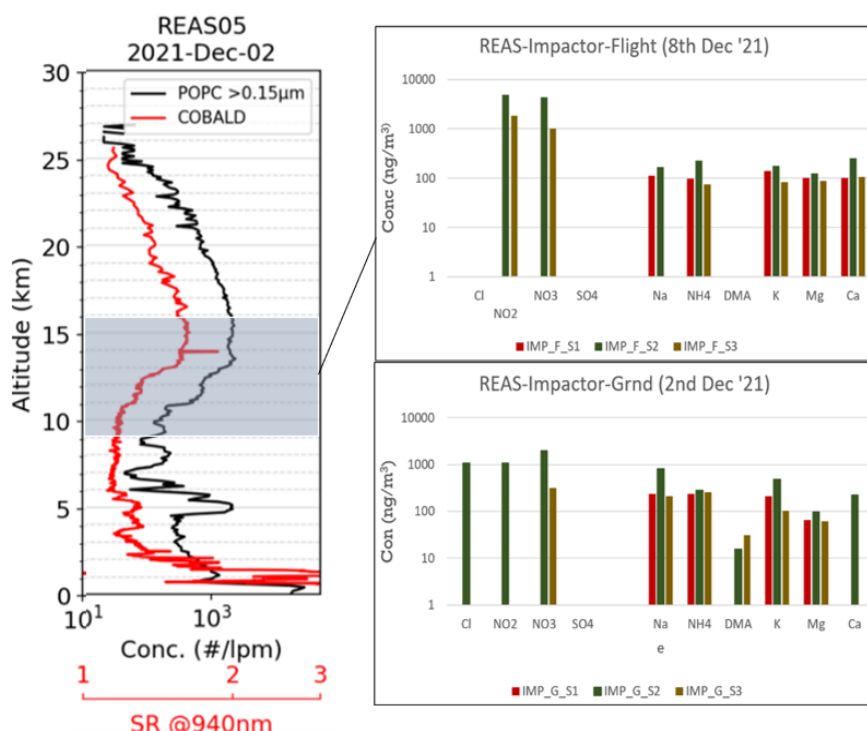 REAS05
2021-Dec-02
30
25
20
15
10
5
0
Altitude (km)
POPC >0.15μm
COBALD
10¹ 10³
Conc. (#/lpm)
1 2 3
SR @940nm
REAS-Impactor-Flight (8th Dec '21)
10000
1000
100
10
1
Conc (ng/m³)
Cl NO2 NO3 SO4 Na NH4 DMA K Mg Ca
IMP_F_S1 IMP_F_S2 IMP_F_S3
REAS-Impactor-Grnd (2nd Dec '21)
10000
1000
100
10
1
Con (ng/m³)
Cl NO2 NO3 SO4 Na NH4 DMA K Mg Ca
e
IMP_G_S1 IMP_G_S2 IMP_G_S3